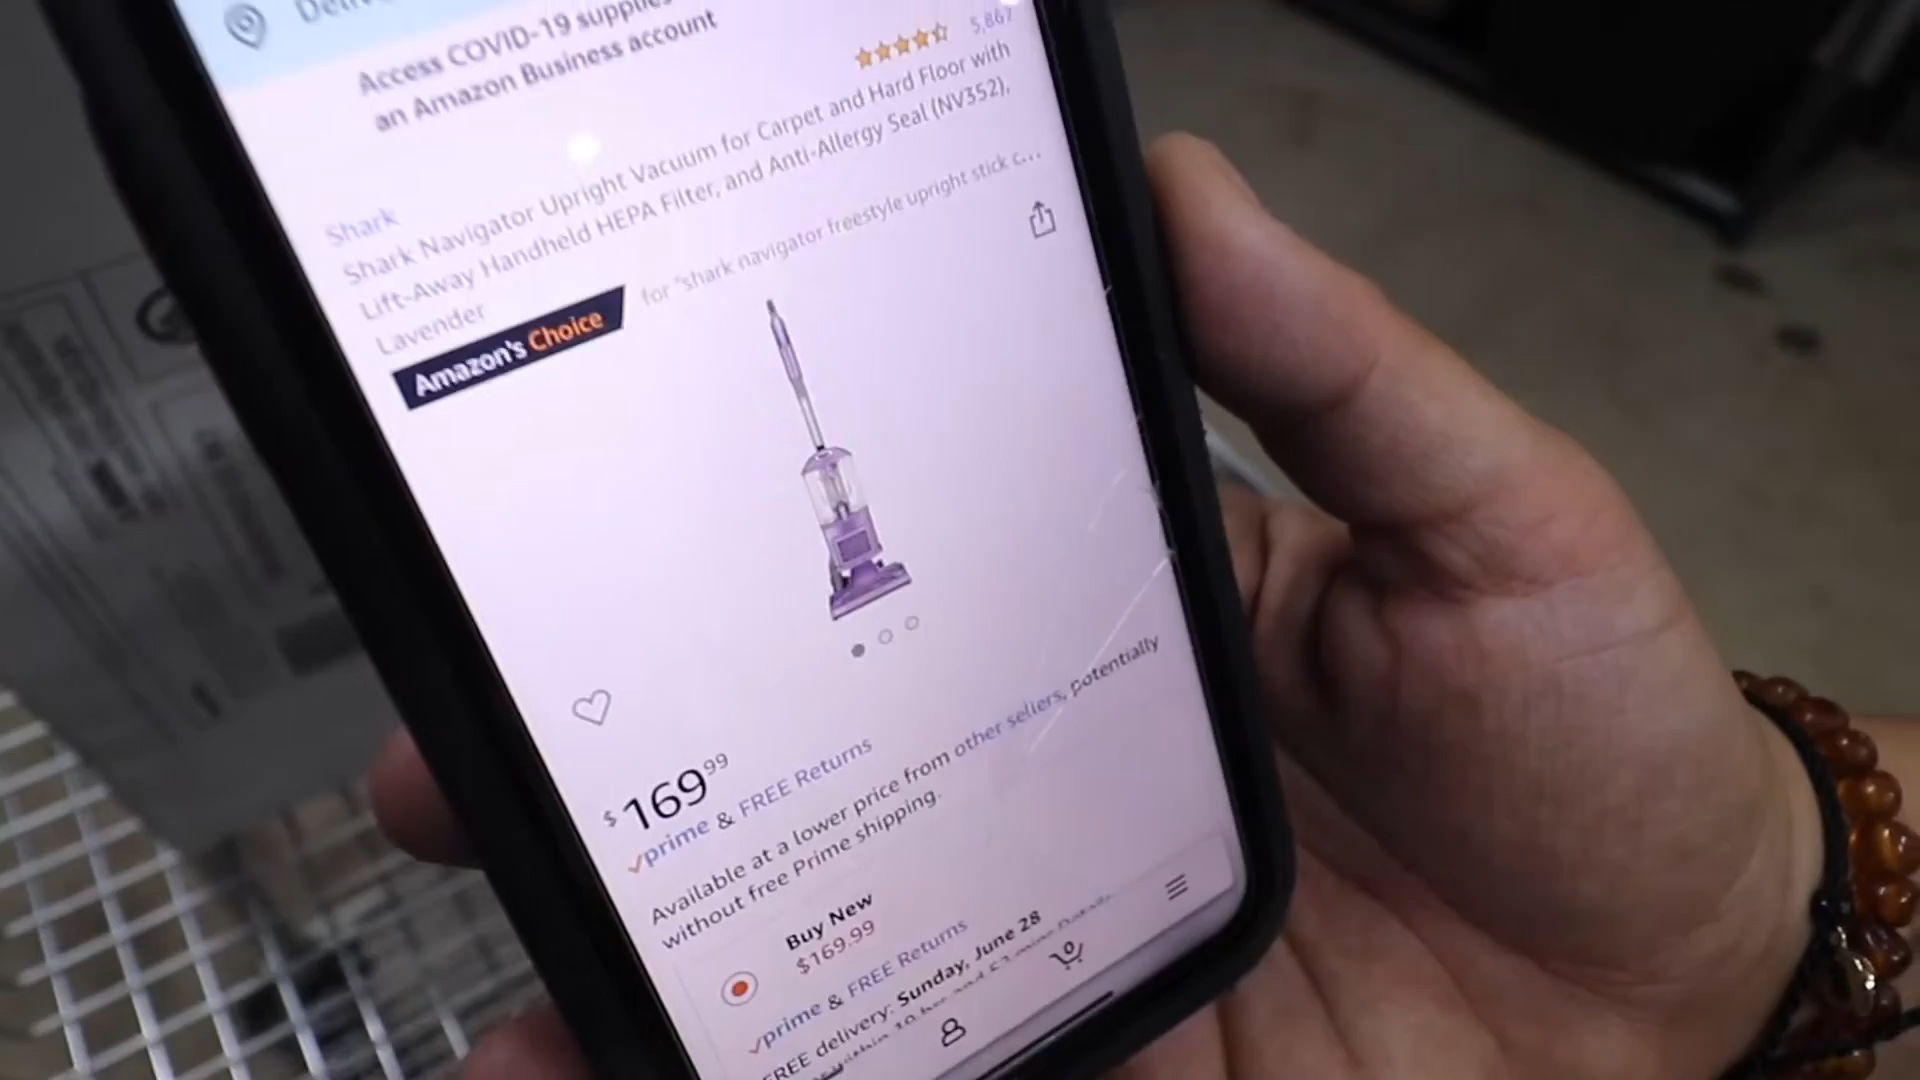 Access COVID-19
an Amazon Business account
5,867
Shark
Shark Navigator Upright Vacuum for Carpet and Hard Floor with
Lift-Away Handheld HEPA Filter, and Anti-Allergy Seal (NV352),
Lavender
Amazon's Choice for "shark navigator freestyle upright stick c...
$169.99
prime & FREE Returns
Available at a lower price from other sellers, potentially
without free Prime shipping.
Buy New
$169.99
prime & FREE Returns
FREE delivery: Sunday, June 28
0